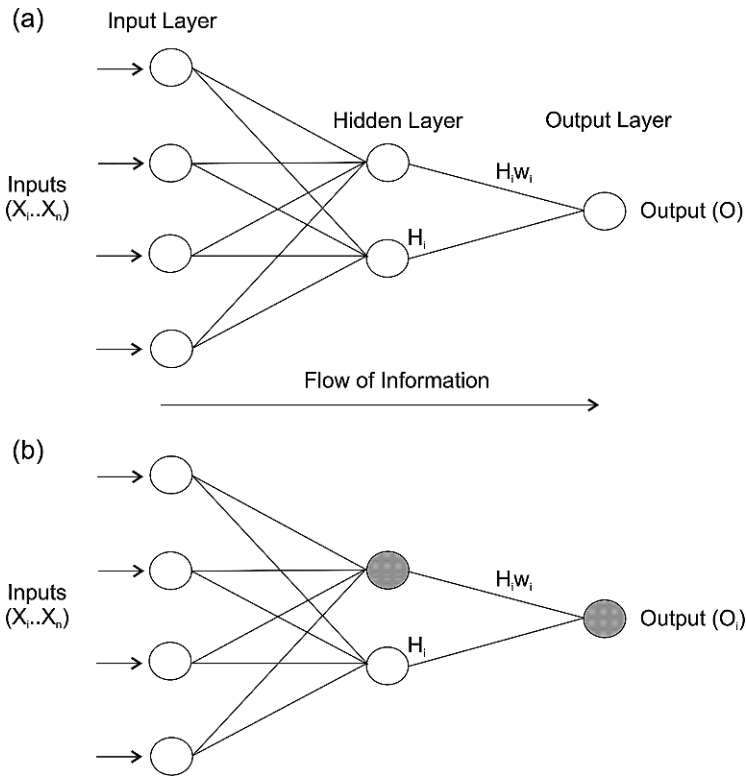 (a)
Input Layer
Hidden Layer
Output Layer
Inputs
(Xᵢ..Xₙ)
Hᵢwᵢ
Hᵢ
Output (O)
Flow of Information
(b)
Inputs
(Xᵢ..Xₙ)
Hᵢwᵢ
Hᵢ
Output (Oᵢ)